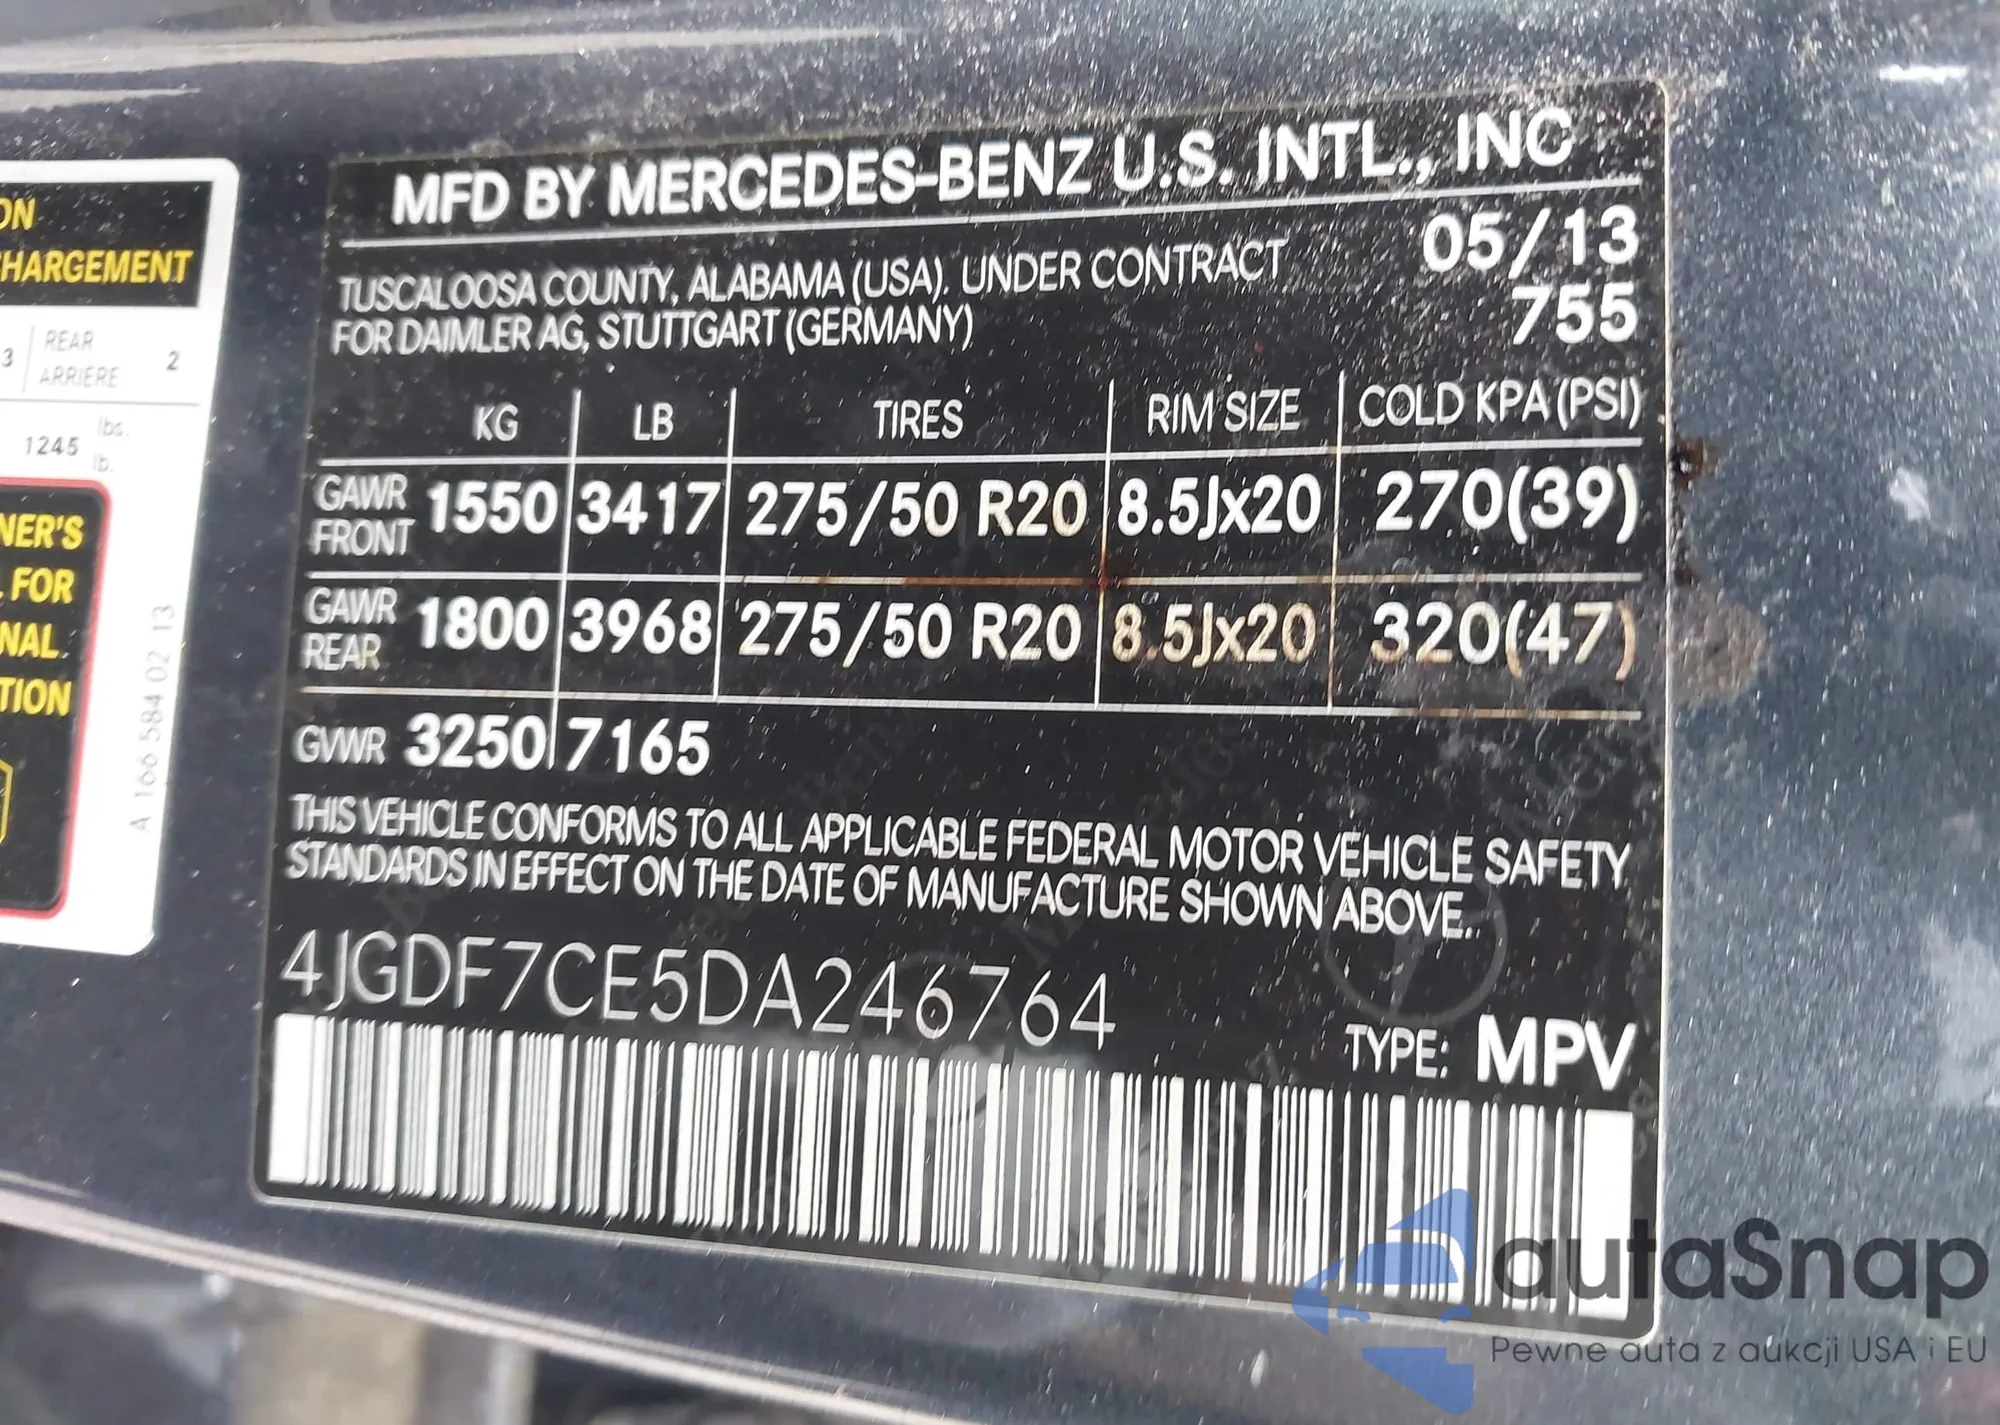 ON
HARGEMENT
3 REAR 2
ARRIÈRE
1245 lbs.
lb.
NER'S
L FOR
NAL
TION
A 166 584 02 13
MFD BY MERCEDES-BENZ U.S. INTL., INC
TUSCALOOSA COUNTY, ALABAMA (USA). UNDER CONTRACT 05/13
FOR DAIMLER AG, STUTTGART (GERMANY) 755
KG LB TIRES RIM SIZE COLD KPA (PSI)
GAWR FRONT 1550 3417 275/50 R20 8.5Jx20 270(39)
GAWR REAR 1800 3968 275/50 R20 8.5Jx20 320(47)
GVWR 3250 7165
THIS VEHICLE CONFORMS TO ALL APPLICABLE FEDERAL MOTOR VEHICLE SAFETY
STANDARDS IN EFFECT ON THE DATE OF MANUFACTURE SHOWN ABOVE.
4JGDF7CE5DA246764
TYPE: MPV
autaSnap
Pewne auta z aukcji USA i EU